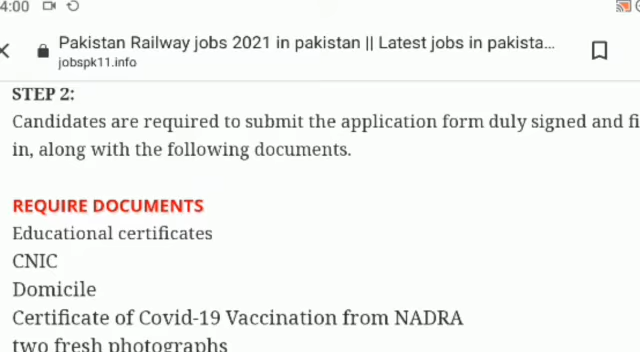 4:00
Pakistan Railway jobs 2021 in pakistan || Latest jobs in pakista...
jobspk11.info
STEP 2:
Candidates are required to submit the application form duly signed and fi
in, along with the following documents.
REQUIRE DOCUMENTS
Educational certificates
CNIC
Domicile
Certificate of Covid-19 Vaccination from NADRA
two fresh photographs